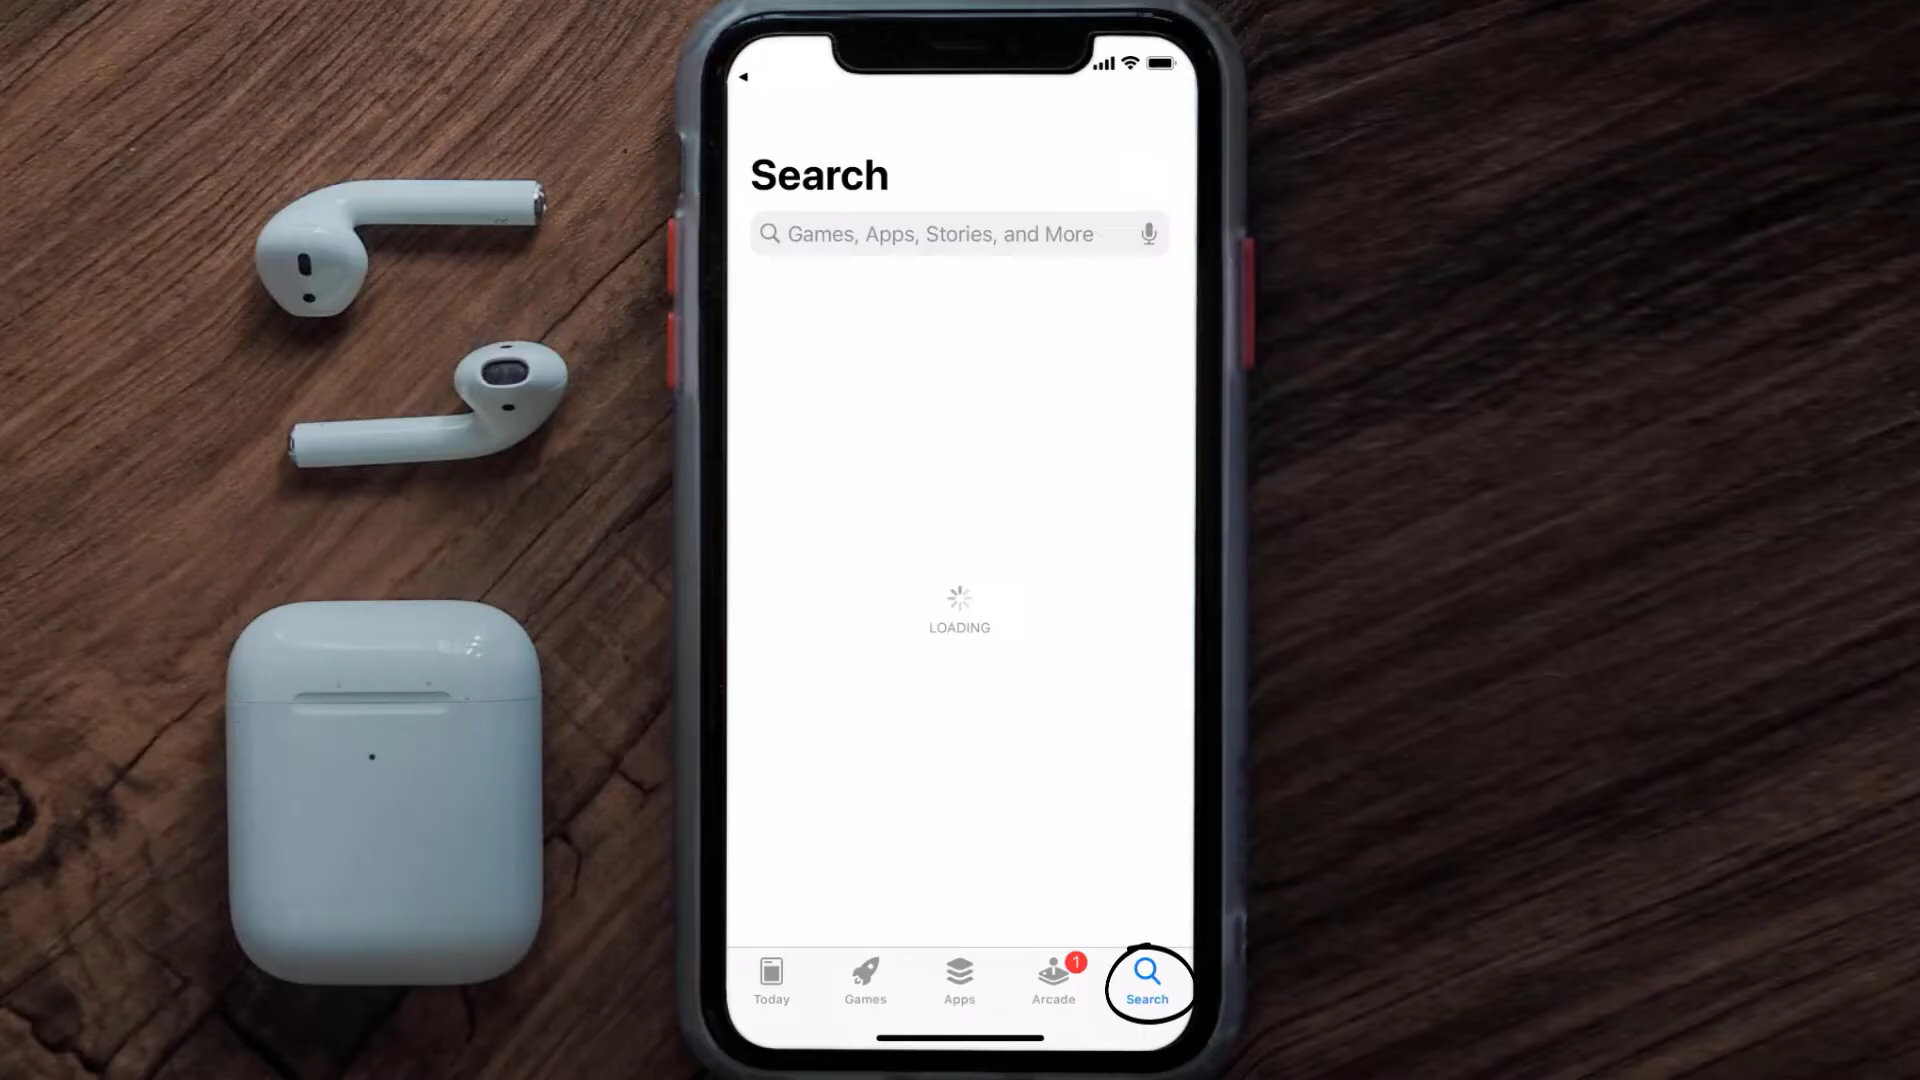 Search
Games, Apps, Stories, and More
LOADING
Today
Games
Apps
Arcade
1
Search